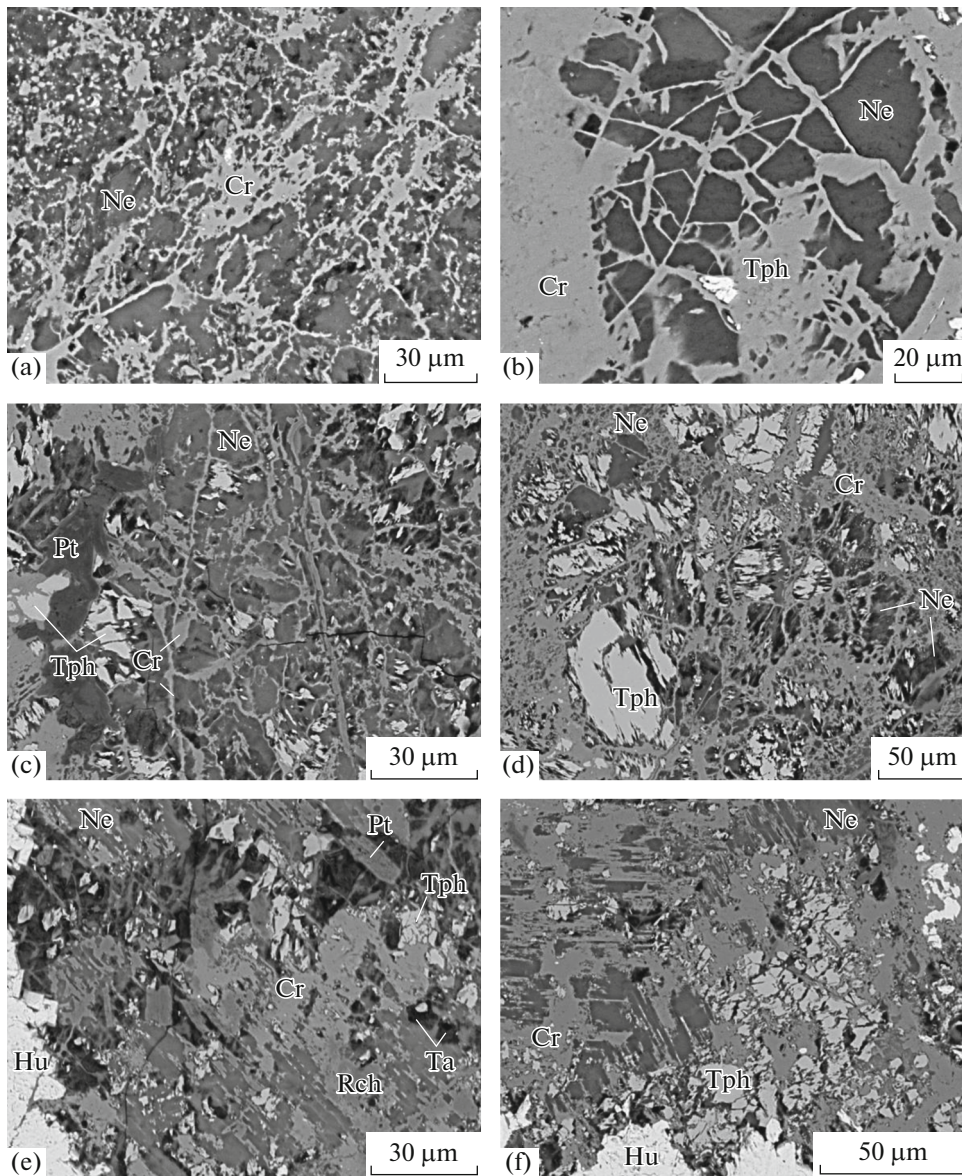 Ne
Cr
(a)
30 μm
Ne
Tph
Cr
(b)
20 μm
Ne
Pt
Tph
Cr
(c)
30 μm
Ne
Cr
Ne
Tph
(d)
50 μm
Ne
Pt
Tph
Cr
Ta
Hu
Rch
(e)
30 μm
Ne
Cr
Tph
Hu
(f)
50 μm